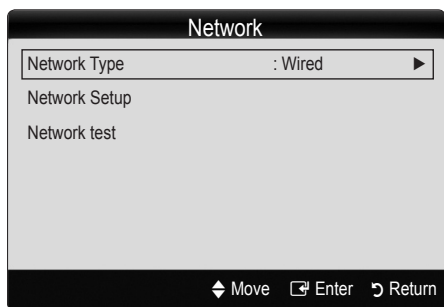 Network
Network Type : Wired ►
Network Setup
Network test
Move Enter Return